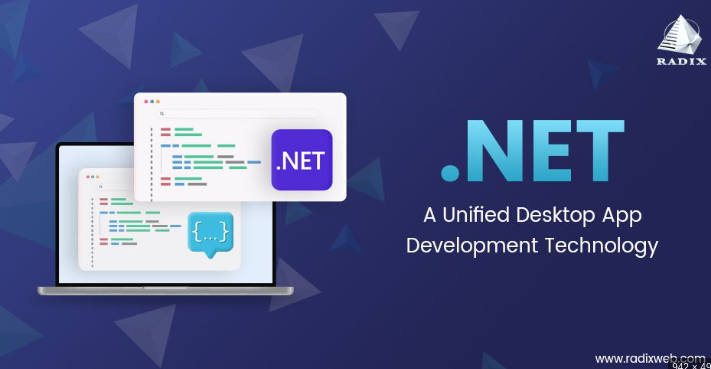 RADIX
.NET
.NET
A Unified Desktop App
Development Technology
{...}
www.radixweb.com